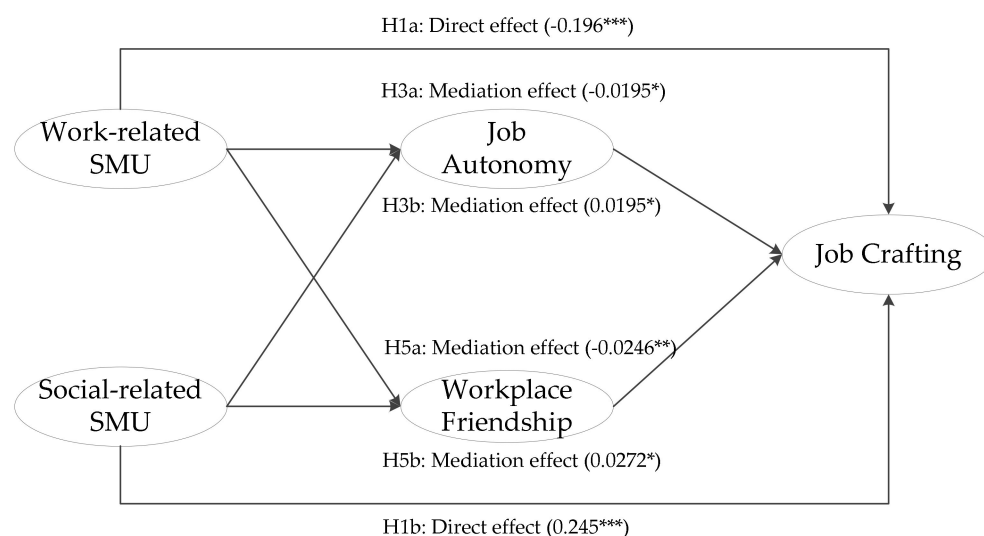 H1a: Direct effect (-0.196***)
H3a: Mediation effect (-0.0195*)
Work-related
SMU
Job
Autonomy
H3b: Mediation effect (0.0195*)
Job Crafting
H5a: Mediation effect (-0.0246**)
Social-related
SMU
Workplace
Friendship
H5b: Mediation effect (0.0272*)
H1b: Direct effect (0.245***)